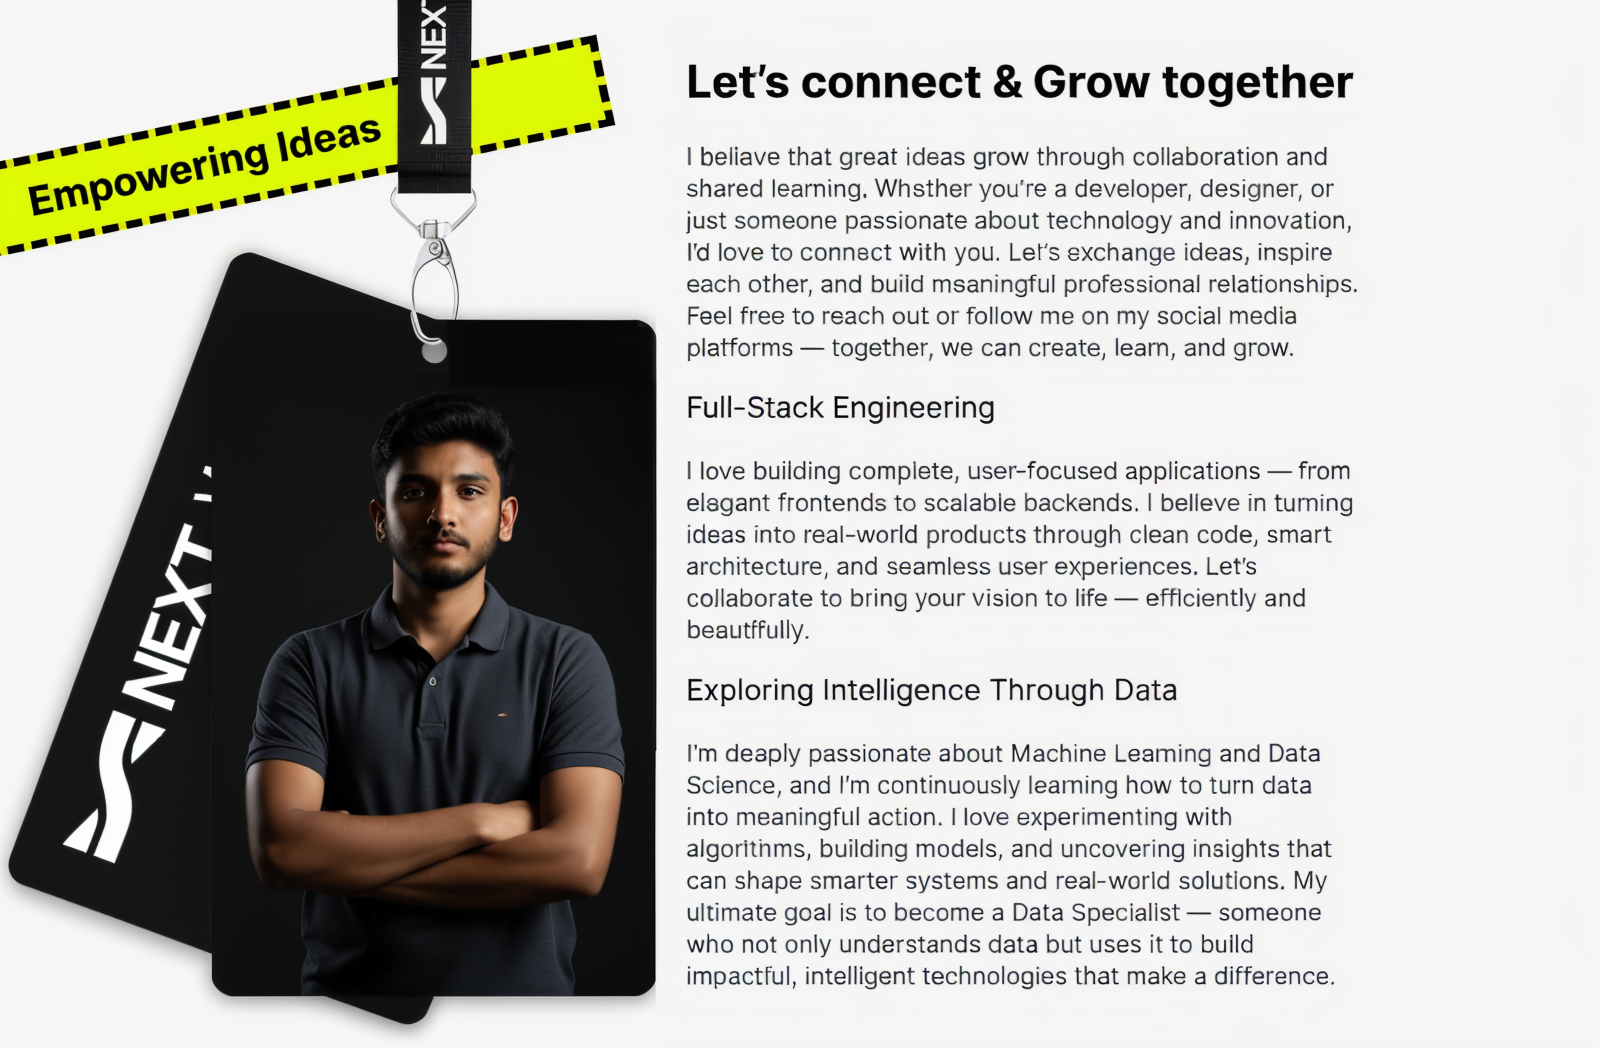 NEXT
Empowering Ideas
NEXT
Let's connect & Grow together
I beliave that great ideas grow through collaboration and
shared learning. Whsther you're a developer, designer, or
just someone passionate about technology and innovation,
I'd love to connect with you. Let's exchange ideas, inspire
each other, and build msaningful professional relationships.
Feel free to reach out or follow me on my social media
platforms — together, we can create, learn, and grow.
Full-Stack Engineering
I love building complete, user-focused applications — from
elagant frontends to scalable backends. I believe in turning
ideas into real-world products through clean code, smart
architecture, and seamless user experiences. Let's
collaborate to bring your vision to life — efflciently and
beautffully.
Exploring Intelligence Through Data
I'm deaply passionate about Machine Learning and Data
Science, and I'm continuously learning how to turn data
into meaningful action. I love experimenting with
algorithms, building models, and uncovering insights that
can shape smarter systems and real-world solutions. My
ultimate goal is to become a Data Specialist — someone
who not only understands data but uses it to build
impactful, intelligent technologies that make a difference.